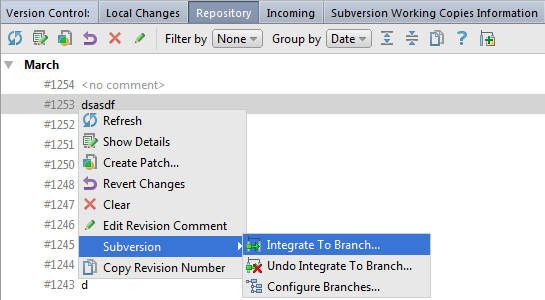 Version Control: Local Changes Repository Incoming Subversion Working Copies Information
Filter by None Group by Date ?
March
#1254 <no comment>
#1253 dsasdf
#1252 Refresh
#1251 Show Details
#1250 Create Patch...
#1248 Revert Changes
#1247 Clear
#1246 Edit Revision Comment
#1245 Subversion Integrate To Branch...
#1244 Copy Revision Number Undo Integrate To Branch...
#1243 d Configure Branches...